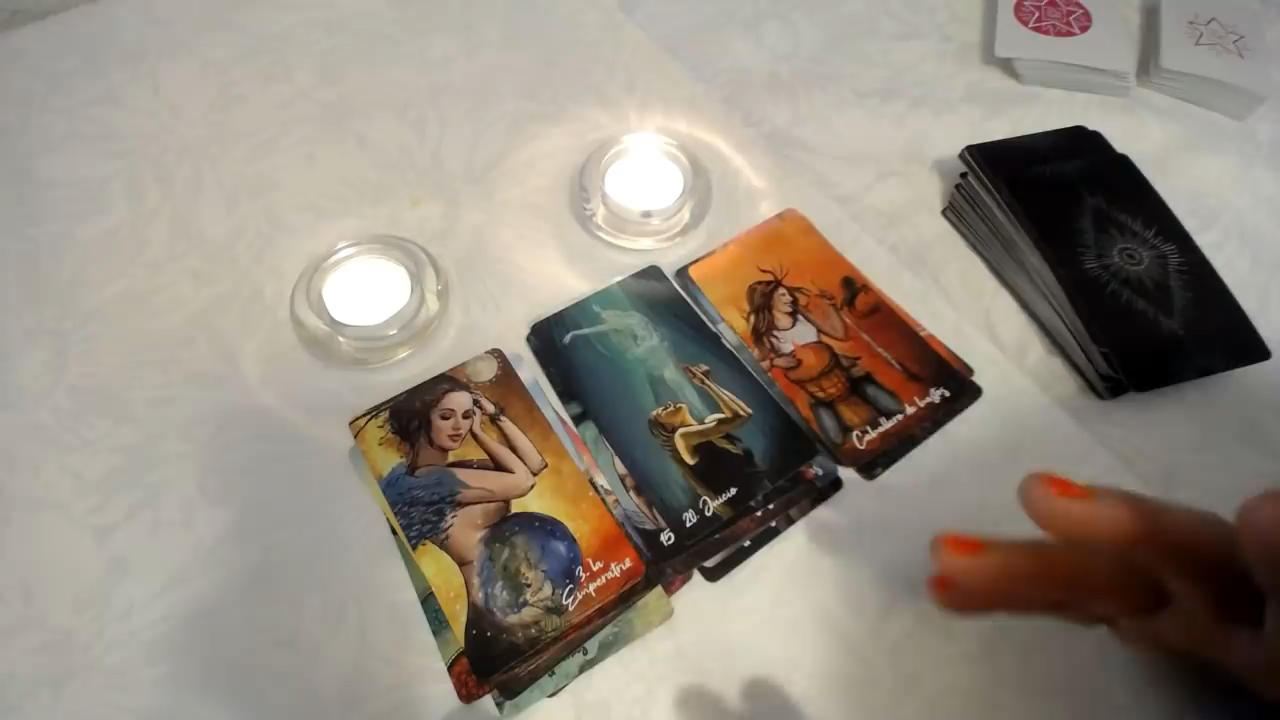 3. la
Emperatriz
20. Juicio
15
Caballero de bastos